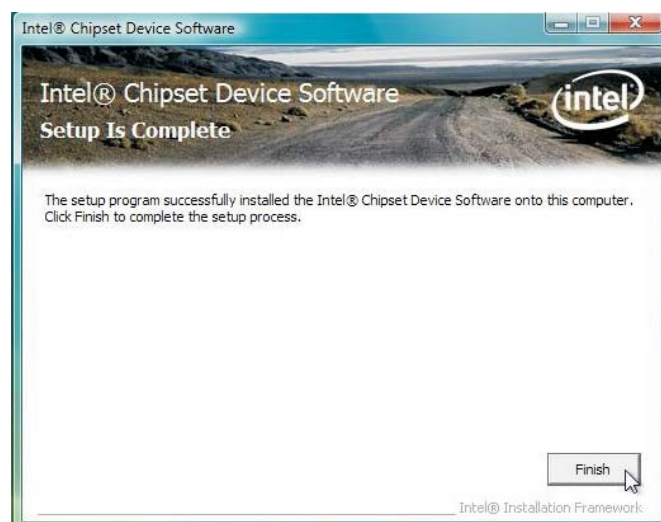 Intel® Chipset Device Software
Intel® Chipset Device Software
intel
Setup Is Complete
The setup program successfully installed the Intel® Chipset Device Software onto this computer.
Click Finish to complete the setup process.
Finish
Intel® Installation Framework